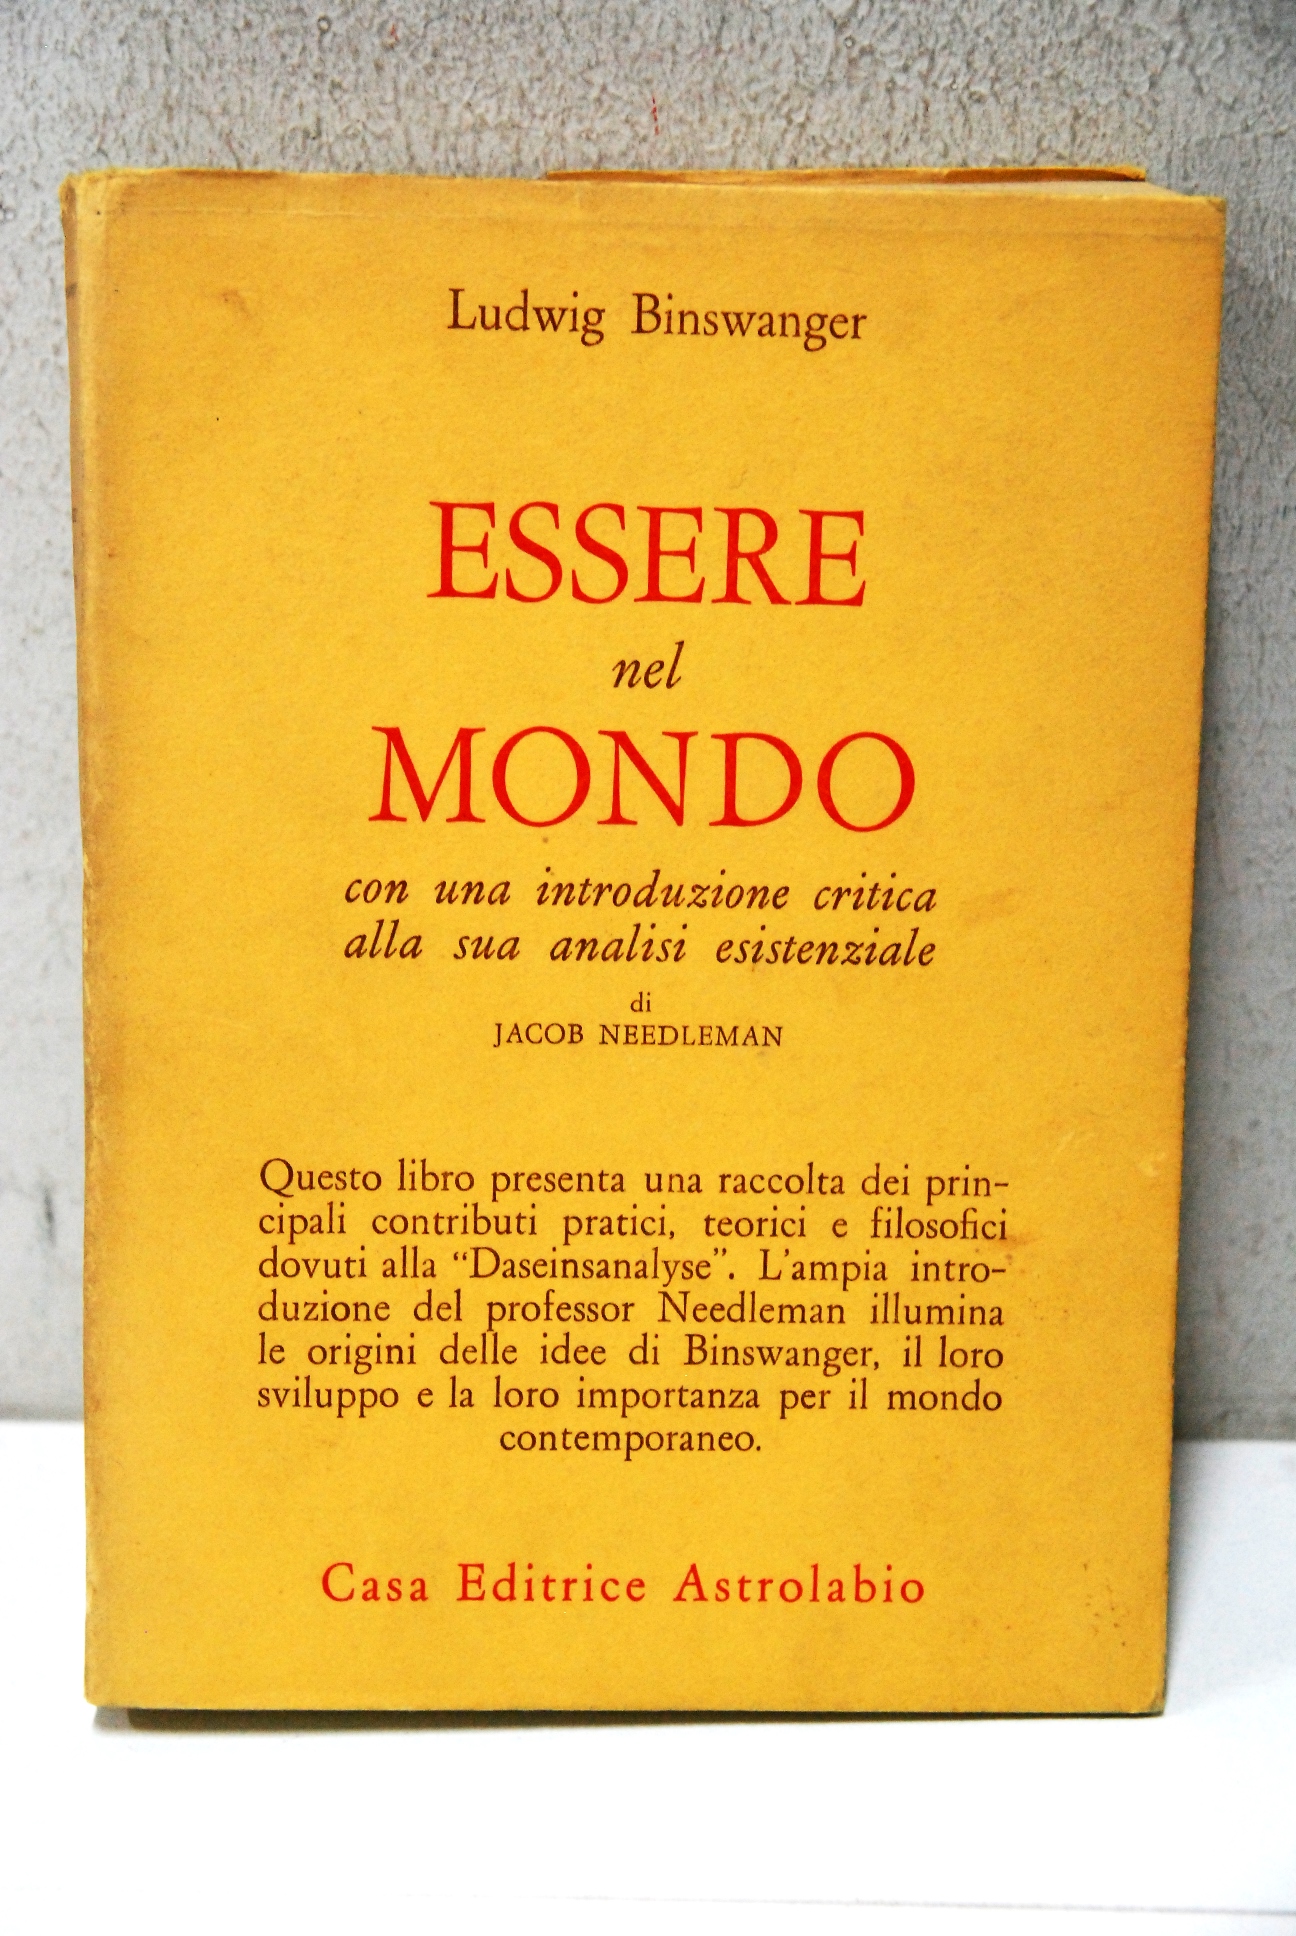 Ludwig Binswanger
ESSERE
nel
MONDO
con una introduzione critica
alla sua analisi esistenziale
di
JACOB NEEDLEMAN
Questo libro presenta una raccolta dei prin-
cipali contributi pratici, teorici e filosofici
dovuti alla “Daseinsanalyse”. L'ampia intro-
duzione del professor Needleman illumina
le origini delle idee di Binswanger, il loro
sviluppo e la loro importanza per il mondo
contemporaneo.
Casa Editrice Astrolabio